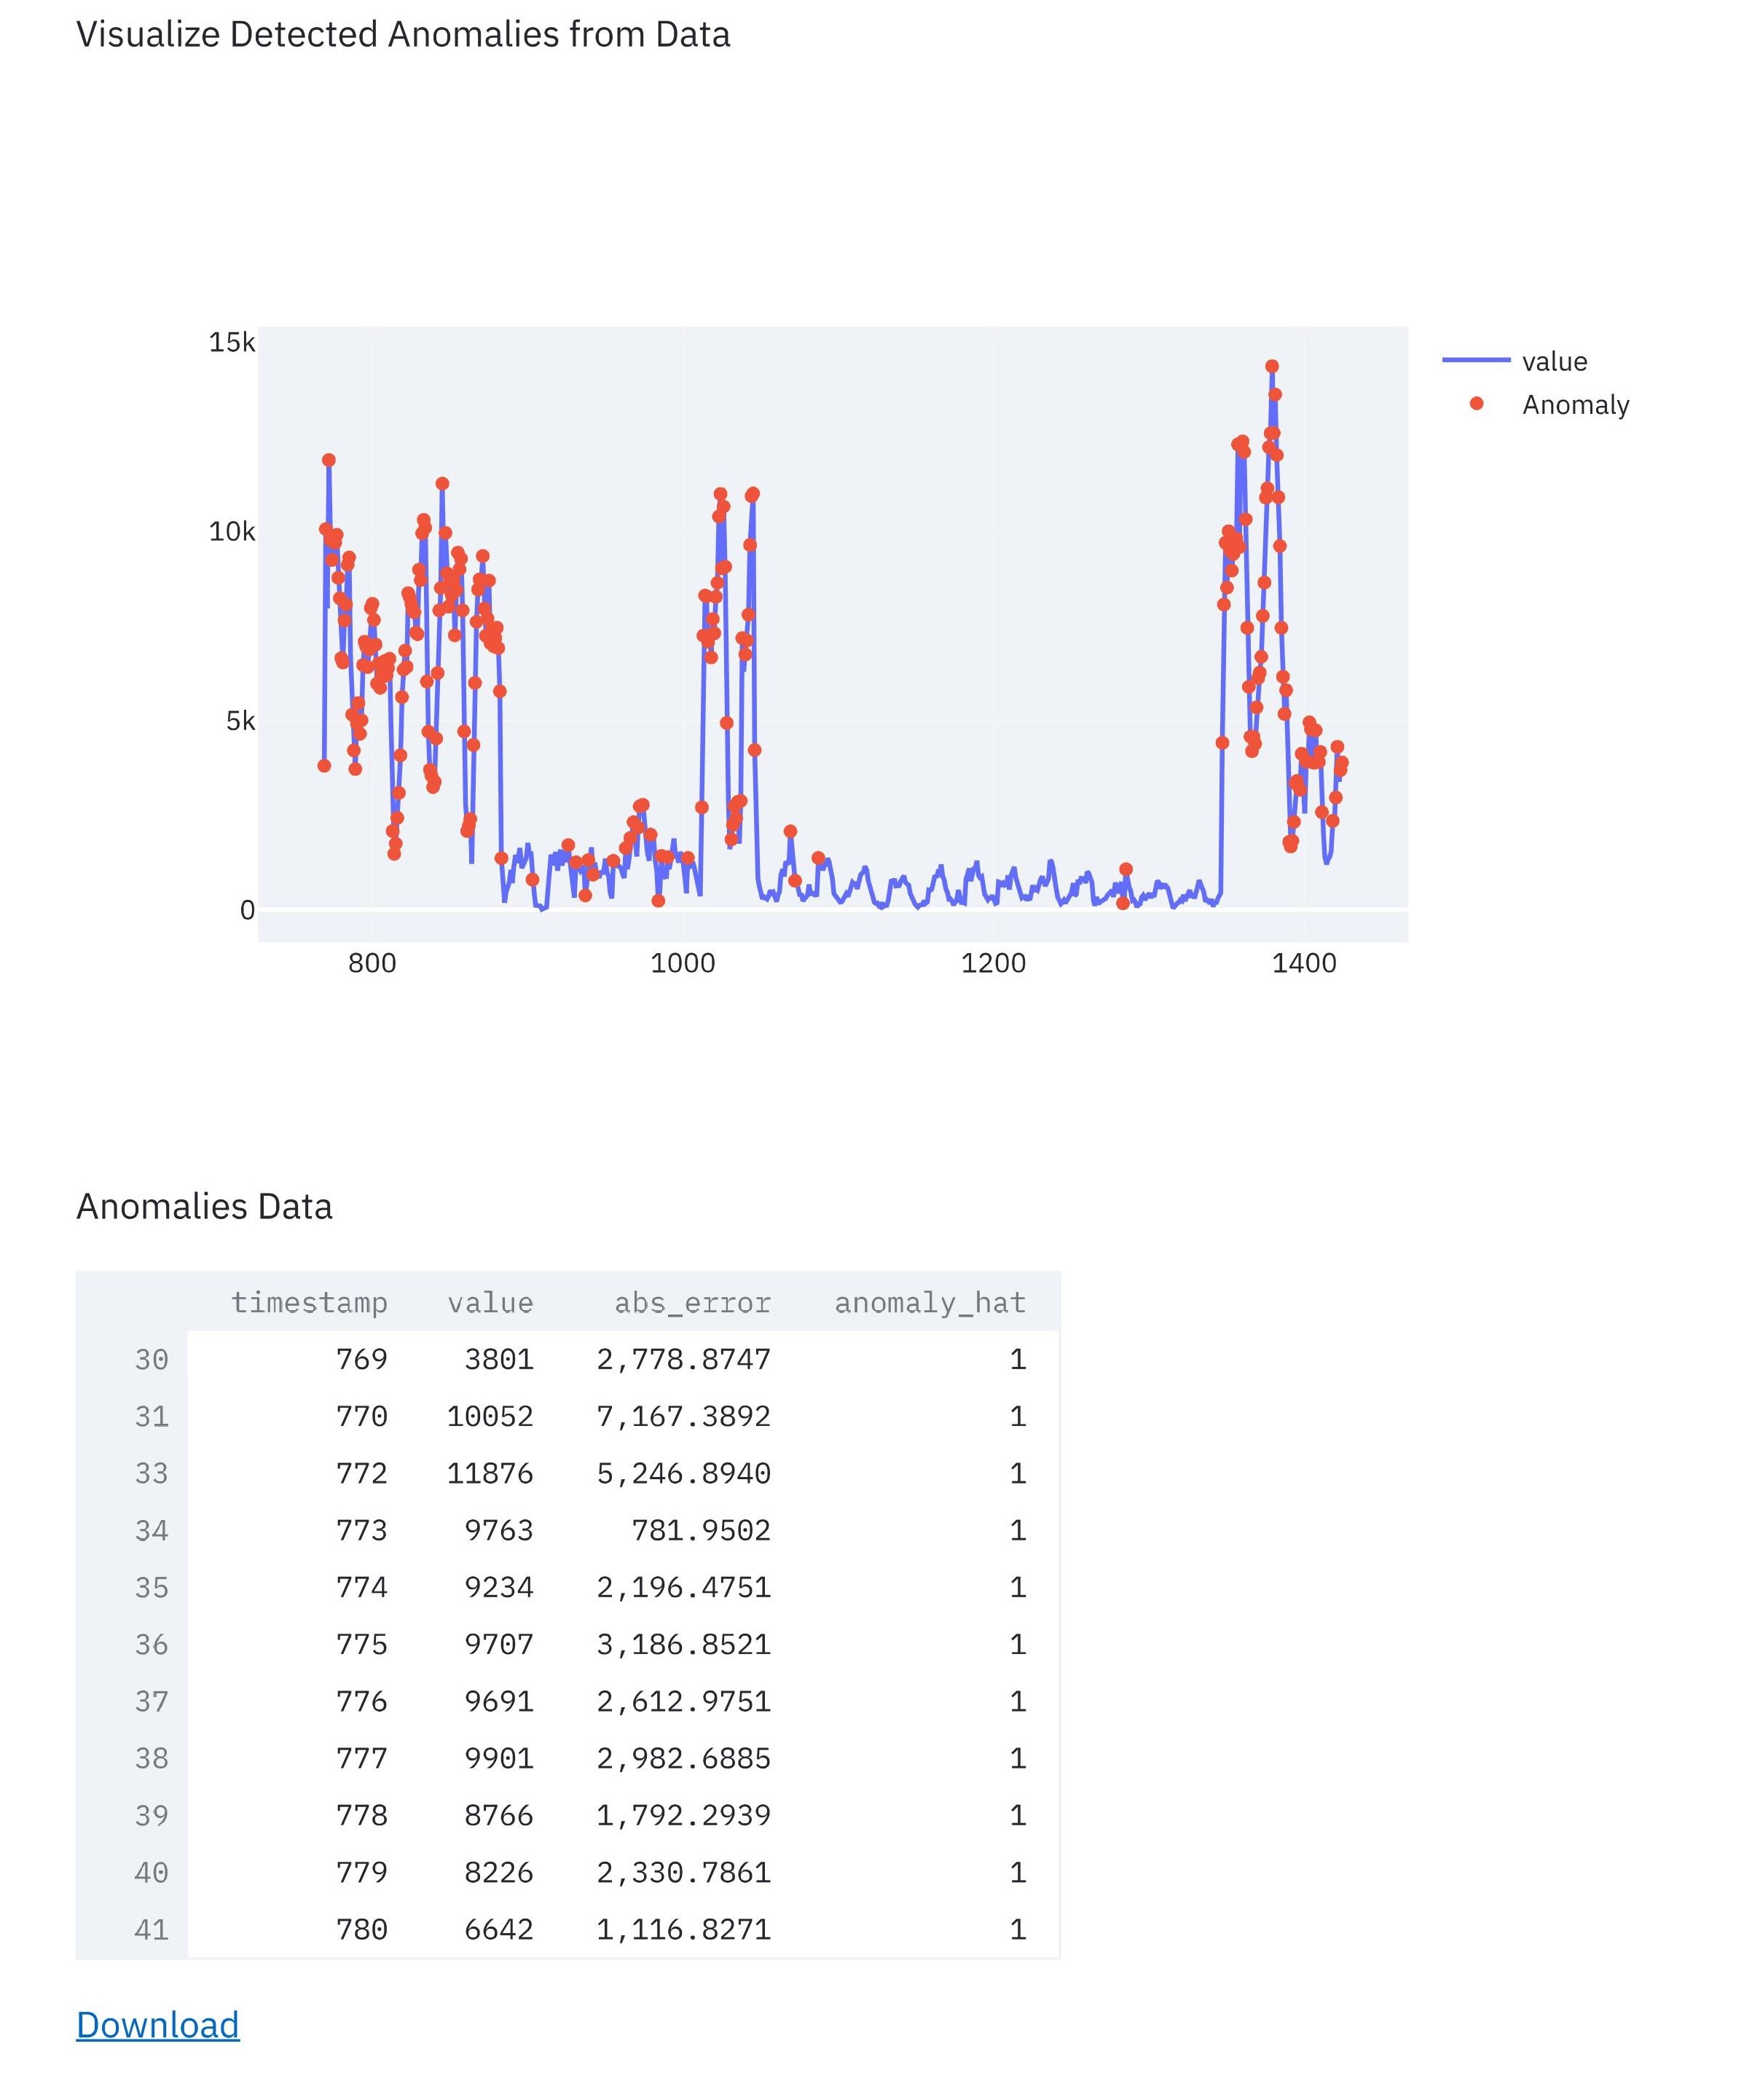 Visualize Detected Anomalies from Data
15k
10k
5k
0
800 1000 1200 1400
value
Anomaly
Anomalies Data
timestamp value abs_error anomaly_hat
30 769 3801 2,778.8747 1
31 770 10052 7,167.3892 1
33 772 11876 5,246.8940 1
34 773 9763 781.9502 1
35 774 9234 2,196.4751 1
36 775 9707 3,186.8521 1
37 776 9691 2,612.9751 1
38 777 9901 2,982.6885 1
39 778 8766 1,792.2939 1
40 779 8226 2,330.7861 1
41 780 6642 1,116.8271 1
Download